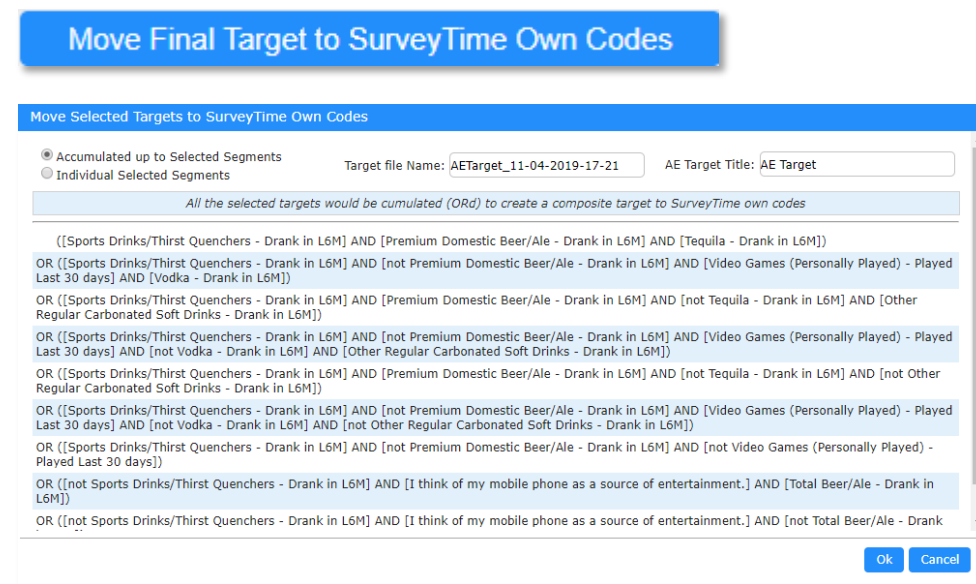 Move Final Target to SurveyTime Own Codes
Move Selected Targets to SurveyTime Own Codes
Accumulated up to Selected Segments
Individual Selected Segments
Target file Name: AETarget_11-04-2019-17-21
AE Target Title: AE Target
All the selected targets would be cumulated (ORd) to create a composite target to SurveyTime own codes
([Sports Drinks/Thirst Quenchers - Drank in L6M] AND [Premium Domestic Beer/Ale - Drank in L6M] AND [Tequila - Drank in L6M])
OR ([Sports Drinks/Thirst Quenchers - Drank in L6M] AND [not Premium Domestic Beer/Ale - Drank in L6M] AND [Video Games (Personally Played) - Played
Last 30 days] AND [Vodka - Drank in L6M])
OR ([Sports Drinks/Thirst Quenchers - Drank in L6M] AND [Premium Domestic Beer/Ale - Drank in L6M] AND [not Tequila - Drank in L6M] AND [Other
Regular Carbonated Soft Drinks - Drank in L6M])
OR ([Sports Drinks/Thirst Quenchers - Drank in L6M] AND [not Premium Domestic Beer/Ale - Drank in L6M] AND [Video Games (Personally Played) - Played
Last 30 days] AND [not Vodka - Drank in L6M] AND [Other Regular Carbonated Soft Drinks - Drank in L6M])
OR ([Sports Drinks/Thirst Quenchers - Drank in L6M] AND [Premium Domestic Beer/Ale - Drank in L6M] AND [not Tequila - Drank in L6M] AND [not Other
Regular Carbonated Soft Drinks - Drank in L6M])
OR ([Sports Drinks/Thirst Quenchers - Drank in L6M] AND [not Premium Domestic Beer/Ale - Drank in L6M] AND [Video Games (Personally Played) - Played
Last 30 days] AND [not Vodka - Drank in L6M] AND [not Other Regular Carbonated Soft Drinks - Drank in L6M])
OR ([Sports Drinks/Thirst Quenchers - Drank in L6M] AND [not Premium Domestic Beer/Ale - Drank in L6M] AND [not Video Games (Personally Played) -
Played Last 30 days])
OR ([not Sports Drinks/Thirst Quenchers - Drank in L6M] AND [I think of my mobile phone as a source of entertainment.] AND [Total Beer/Ale - Drank in
L6M])
OR ([not Sports Drinks/Thirst Quenchers - Drank in L6M] AND [I think of my mobile phone as a source of entertainment.] AND [not Total Beer/Ale - Drank
Ok Cancel